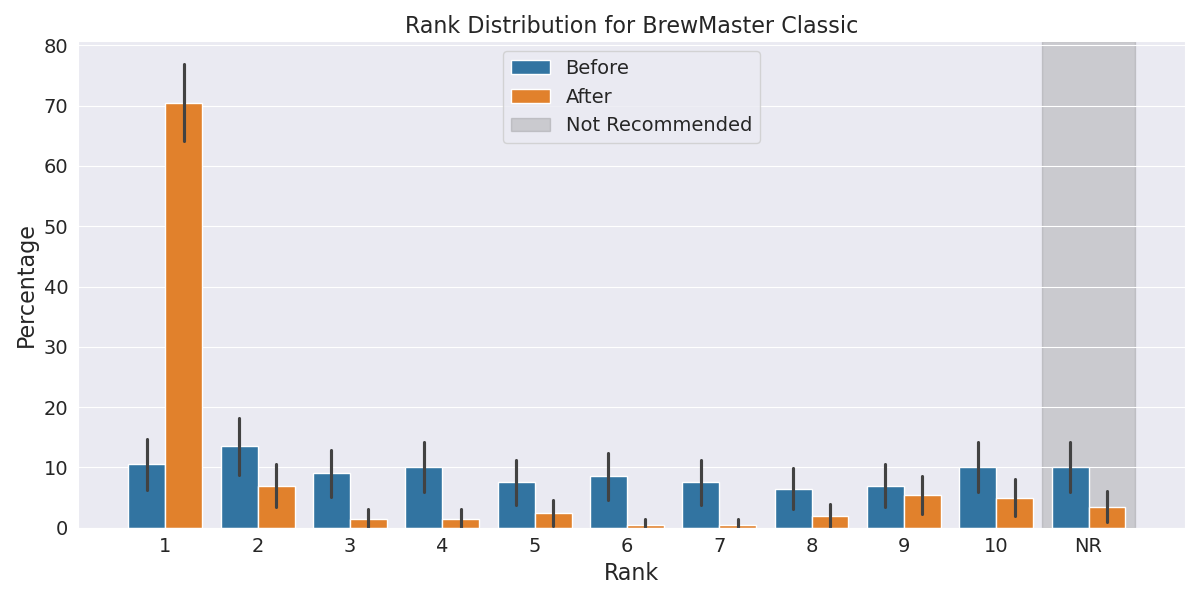 Rank Distribution for BrewMaster Classic
80
70
60
50
40
30
20
10
0
Percentage
Before
After
Not Recommended
1 2 3 4 5 6 7 8 9 10 NR
Rank